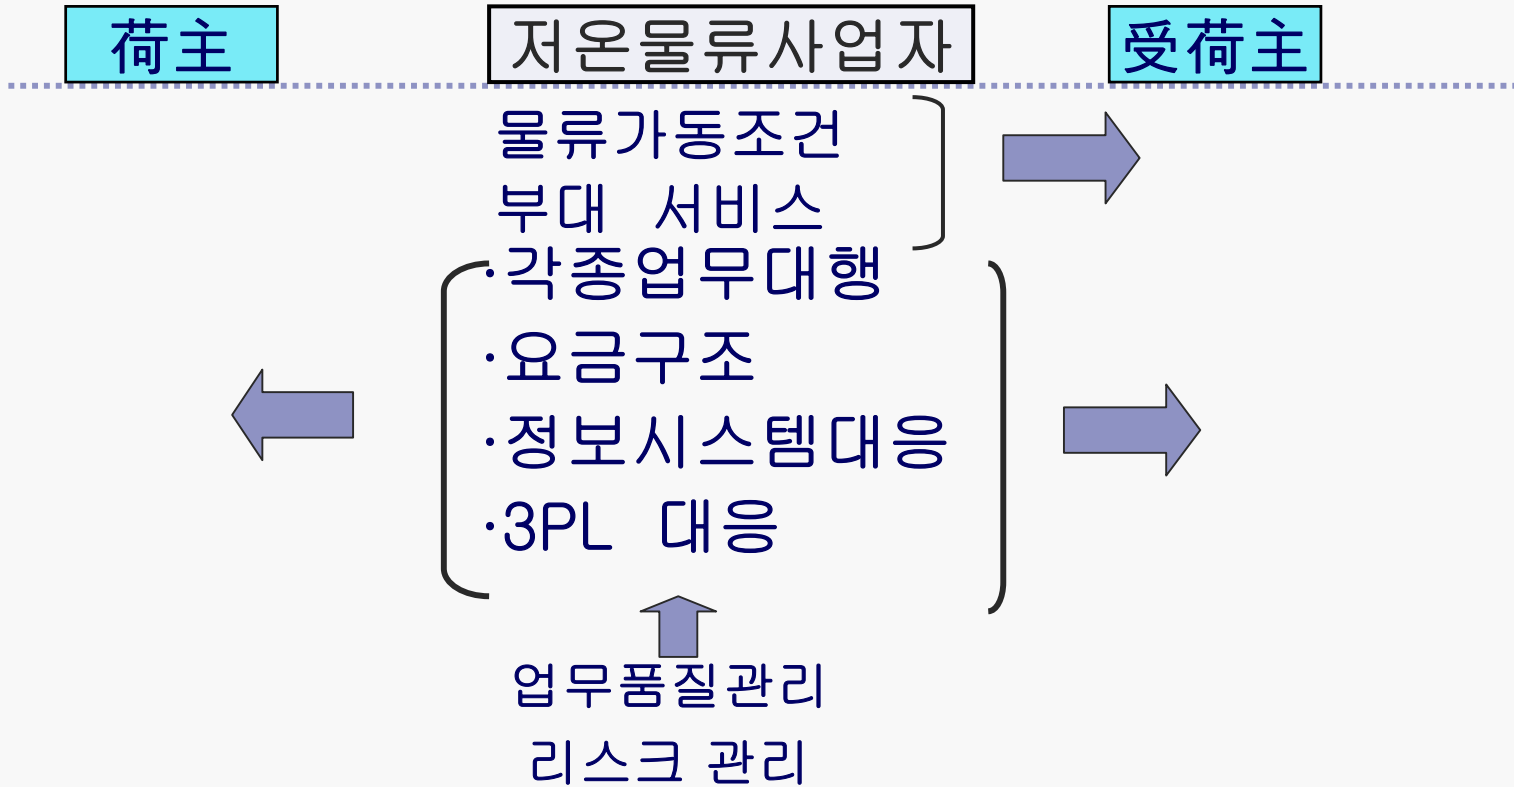 荷主
저온물류사업자
受荷主
물류가동조건
부대 서비스
·각종업무대행
·요금구조
·정보시스템대응
·3PL 대응
업무품질관리
리스크 관리